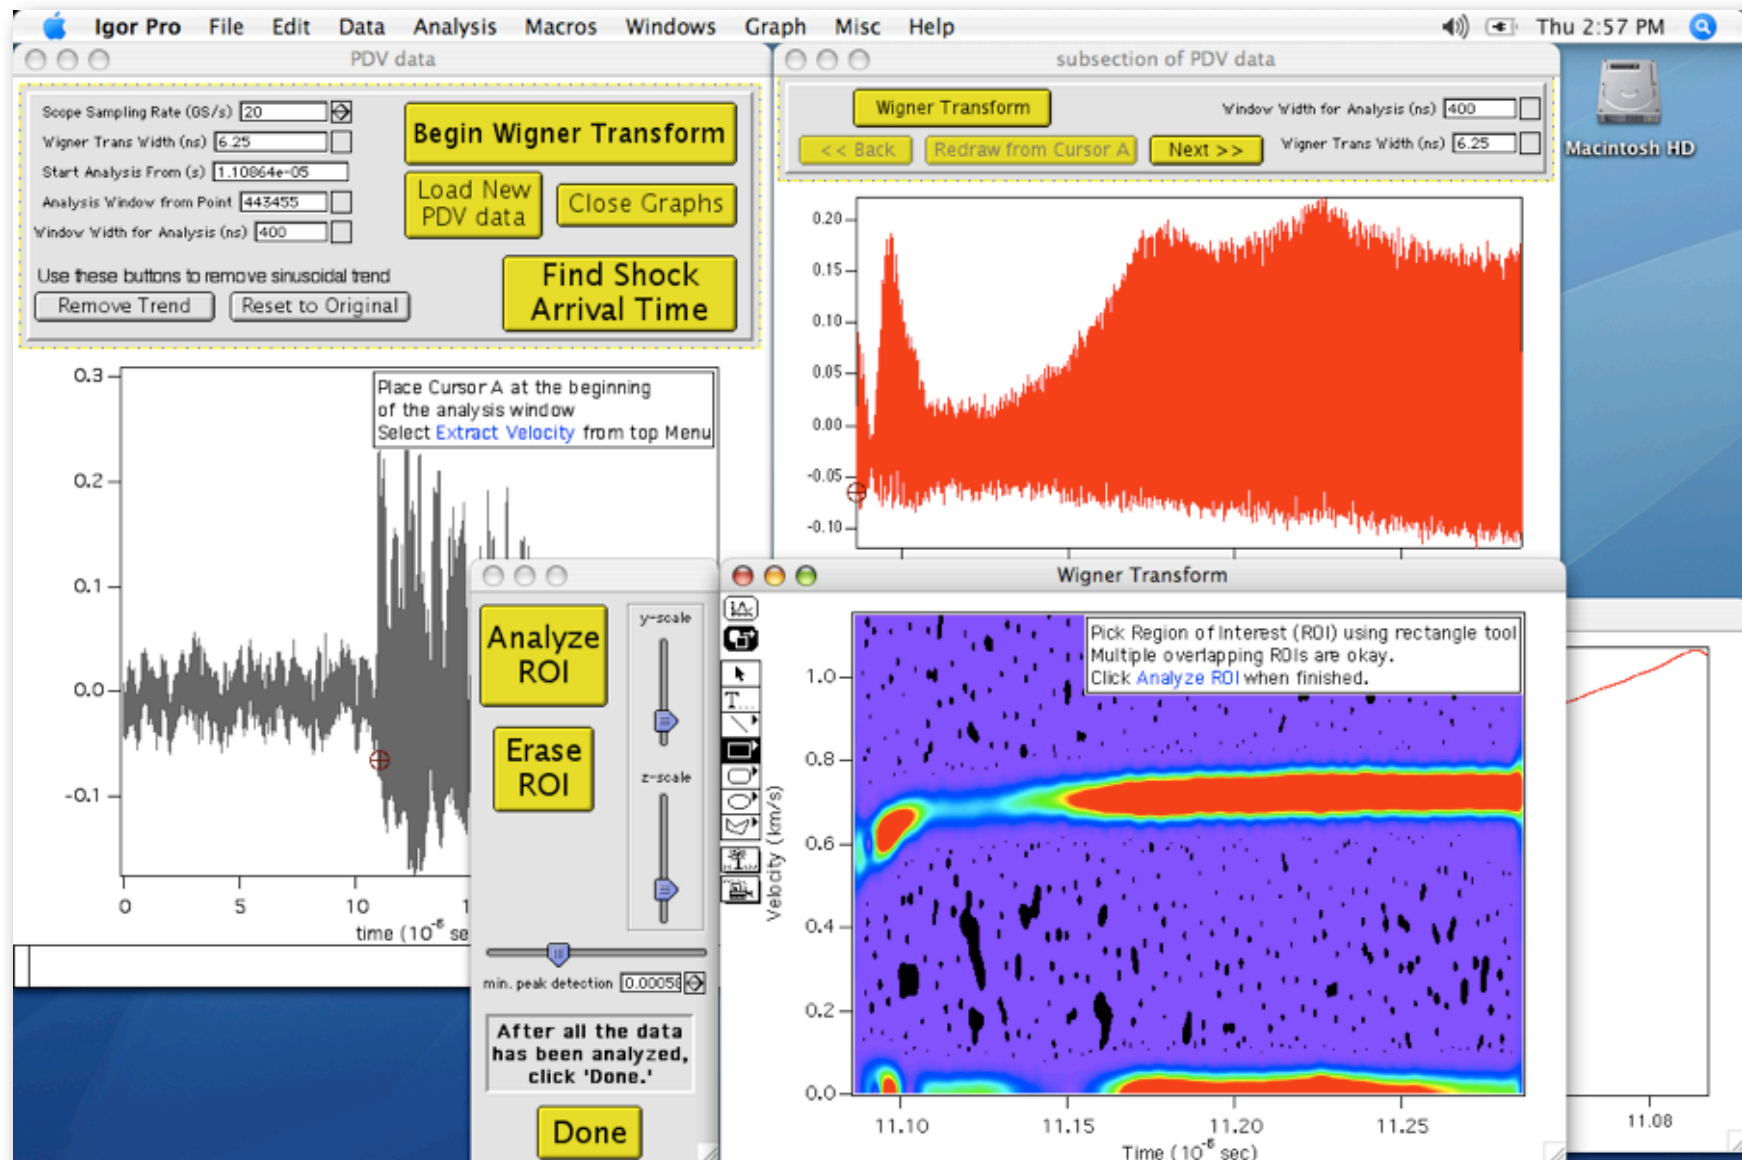 Igor Pro File Edit Data Analysis Macros Windows Graph Misc Help Thu 2:57 PM
PDV data
Scope Sampling Rate (GS/s) 20
Wigner Trans Width (ns) 6.25
Start Analysis From (s) 1.10864e-05
Analysis Window from Point 443455
Window Width for Analysis (ns) 400
Begin Wigner Transform
Load New
PDV data
Close Graphs
Use these buttons to remove sinusoidal trend
Remove Trend Reset to Original
Find Shock
Arrival Time
0.3
0.2
0.1
0.0
-0.1
Place Cursor A at the beginning
of the analysis window
Select Extract Velocity from top Menu
0 5 10 1
time (10
se
subsection of PDV data
Wigner Transform
<< Back Redraw from Cursor A Next >>
Window Width for Analysis (ns) 400
Wigner Trans Width (ns) 6.25
0.20
0.15
0.10
0.05
0.00
-0.05
-0.10
Macintosh HD
Analyze
ROI
Erase
ROI
y-scale
z-scale
min. peak detection 0.00058
After all the data
has been analyzed,
click 'Done.'
Done
Wigner Transform
T...
Pick Region of Interest (ROI) using rectangle tool
Multiple overlapping ROIs are okay.
Click Analyze ROI when finished.
Velocity (km/s)
1.0
0.8
0.6
0.4
0.2
0.0
11.10 11.15 11.20 11.25
Time (10
sec)
11.08